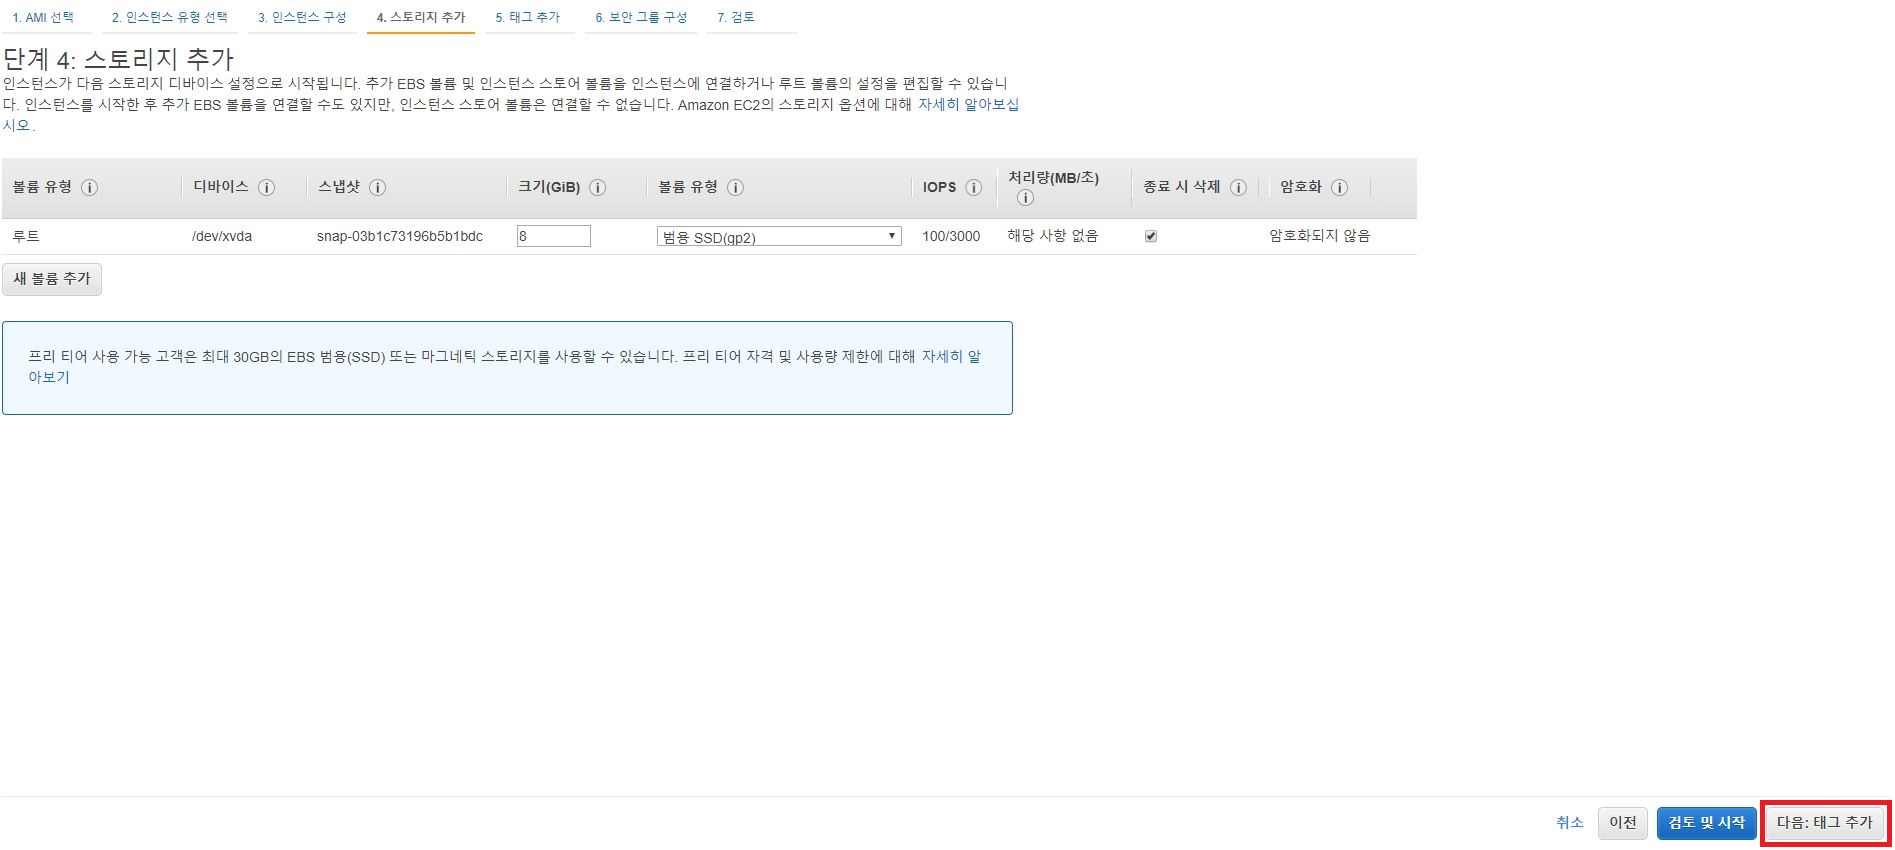 1. AMI 선택 2. 인스턴스 유형 선택 3. 인스턴스 구성 4. 스토리지 추가 5. 태그 추가 6. 보안 그룹 구성 7. 검토
단계 4: 스토리지 추가
인스턴스가 다음 스토리지 디바이스 설정으로 시작됩니다. 추가 EBS 볼륨 및 인스턴스 스토어 볼륨을 인스턴스에 연결하거나 루트 볼륨의 설정을 편집할 수 있습니
다. 인스턴스를 시작한 후 추가 EBS 볼륨을 연결할 수도 있지만, 인스턴스 스토어 볼륨은 연결할 수 없습니다. Amazon EC2의 스토리지 옵션에 대해 자세히 알아보십
시오.
볼륨 유형 i 디바이스 i 스냅샷 i 크기(GiB) i 볼륨 유형 i IOPS i 처리량(MB/초) i 종료 시 삭제 i 암호화 i
루트 /dev/xvda snap-03b1c73196b5b1bdc 8 범용 SSD(gp2) 100/3000 해당 사항 없음 암호화되지 않음
새 볼륨 추가
프리 티어 사용 가능 고객은 최대 30GB의 EBS 범용(SSD) 또는 마그네틱 스토리지를 사용할 수 있습니다. 프리 티어 자격 및 사용량 제한에 대해 자세히 알
아보기
취소 이전 검토 및 시작 다음: 태그 추가